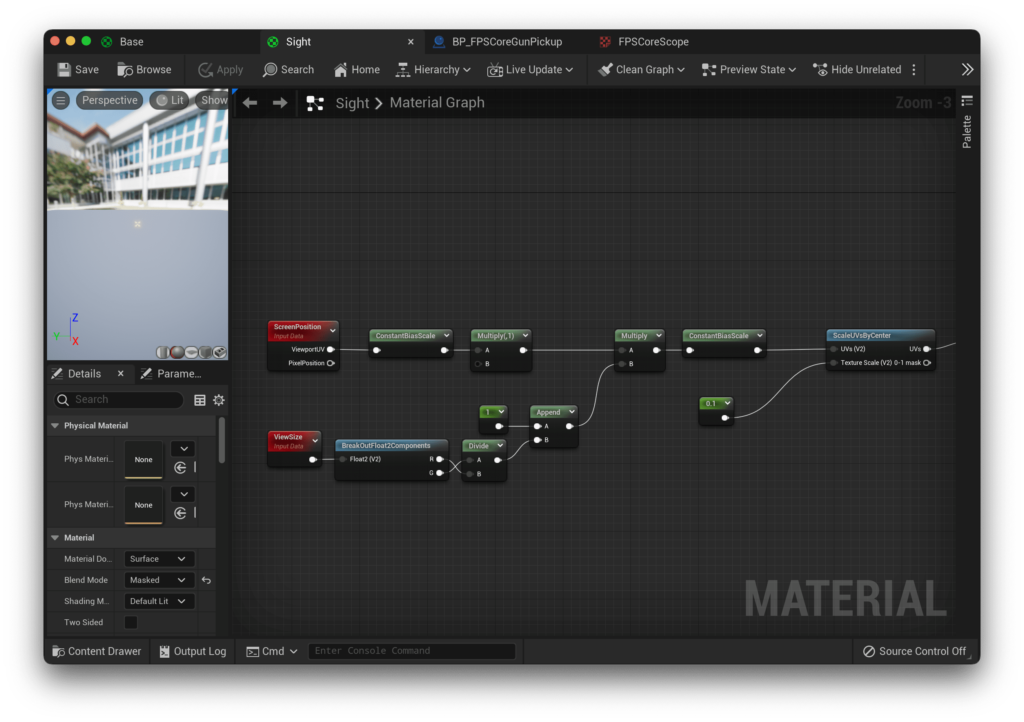 Base
Sight
BP_FPSCoreGunPickup
FPSCoreScope
Save
Browse
Apply
Search
Home
Hierarchy
Live Update
Clean Graph
Preview State
Hide Unrelated
Perspective
Lit
Show
Sight
Material Graph
Zoom -3
Palette
Z
Y
X
ScreenPosition
Input Data
ViewportUV
PixelPosition
ConstantBiasScale
Multiply(,1)
A
B
Multiply
A
B
ConstantBiasScale
ScaleUVsByCenter
UVs (V2)
UVs
Texture Scale (V2)
0-1 mask
0.1
1
Append
A
B
ViewSize
Input Data
BreakOutFloat2Components
Float2 (V2)
R
G
Divide
A
B
Details
Parame...
Search
Physical Material
Phys Materi...
None
Phys Materi...
None
Material
Material Do...
Surface
Blend Mode
Masked
Shading M...
Default Lit
Two Sided
MATERIAL
Content Drawer
Output Log
Cmd
Enter Console Command
Source Control Off